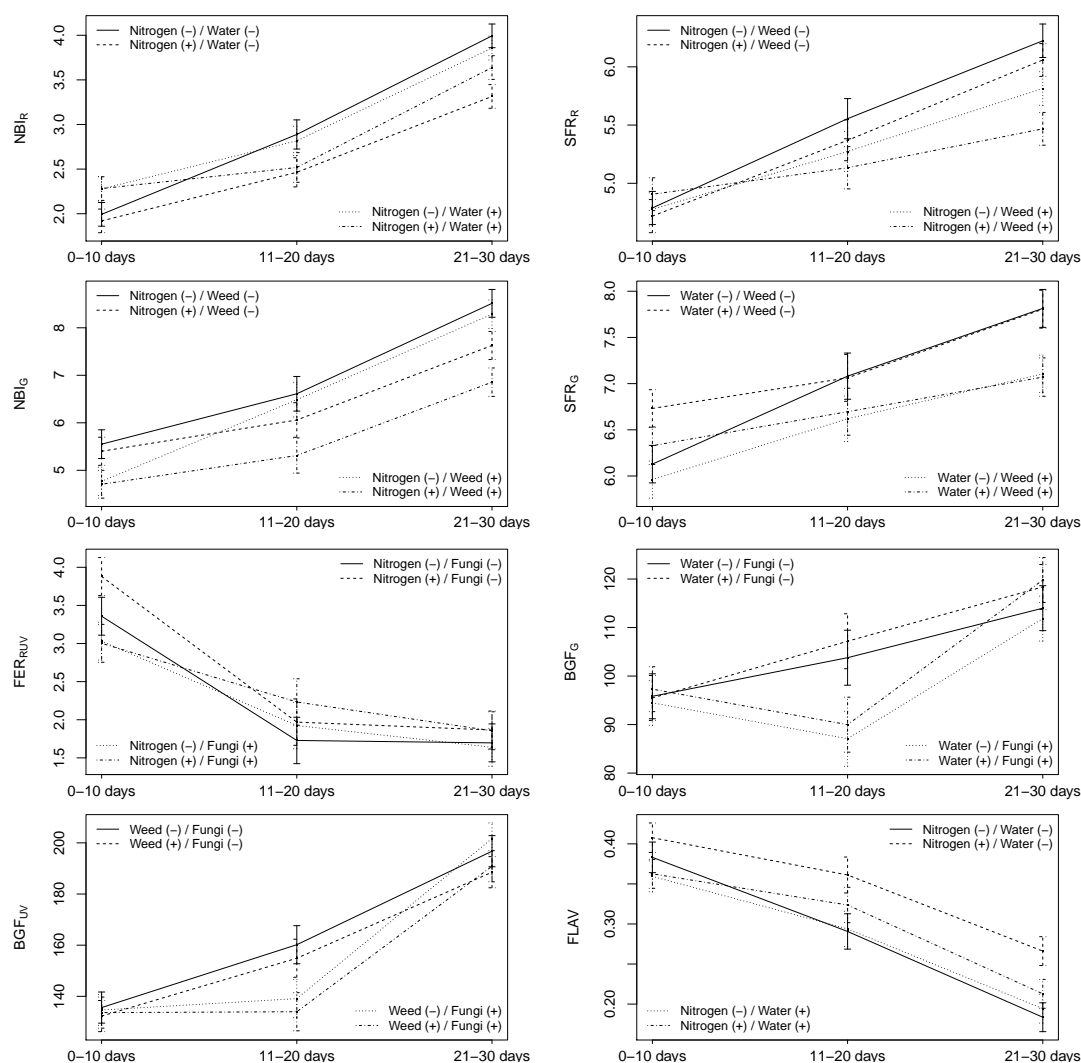 NBI_R
2.0 2.5 3.0 3.5 4.0
Nitrogen (−) / Water (−)
Nitrogen (+) / Water (−)
Nitrogen (−) / Water (+)
Nitrogen (+) / Water (+)
0−10 days 11−20 days 21−30 days
SFR_R
5.0 5.5 6.0
Nitrogen (−) / Weed (−)
Nitrogen (+) / Weed (−)
Nitrogen (−) / Weed (+)
Nitrogen (+) / Weed (+)
0−10 days 11−20 days 21−30 days
NBI_G
5 6 7 8
Nitrogen (−) / Weed (−)
Nitrogen (+) / Weed (−)
Nitrogen (−) / Weed (+)
Nitrogen (+) / Weed (+)
0−10 days 11−20 days 21−30 days
SFR_G
6.0 6.5 7.0 7.5 8.0
Water (−) / Weed (−)
Water (+) / Weed (−)
Water (−) / Weed (+)
Water (+) / Weed (+)
0−10 days 11−20 days 21−30 days
FER_RUV
1.5 2.0 2.5 3.0 3.5 4.0
Nitrogen (−) / Fungi (−)
Nitrogen (+) / Fungi (−)
Nitrogen (−) / Fungi (+)
Nitrogen (+) / Fungi (+)
0−10 days 11−20 days 21−30 days
BGF_G
80 90 100 110 120
Water (−) / Fungi (−)
Water (+) / Fungi (−)
Water (−) / Fungi (+)
Water (+) / Fungi (+)
0−10 days 11−20 days 21−30 days
BGF_UV
140 160 180 200
Weed (−) / Fungi (−)
Weed (+) / Fungi (−)
Weed (−) / Fungi (+)
Weed (+) / Fungi (+)
0−10 days 11−20 days 21−30 days
FLAV
0.20 0.30 0.40
Nitrogen (−) / Water (−)
Nitrogen (+) / Water (−)
Nitrogen (−) / Water (+)
Nitrogen (+) / Water (+)
0−10 days 11−20 days 21−30 days